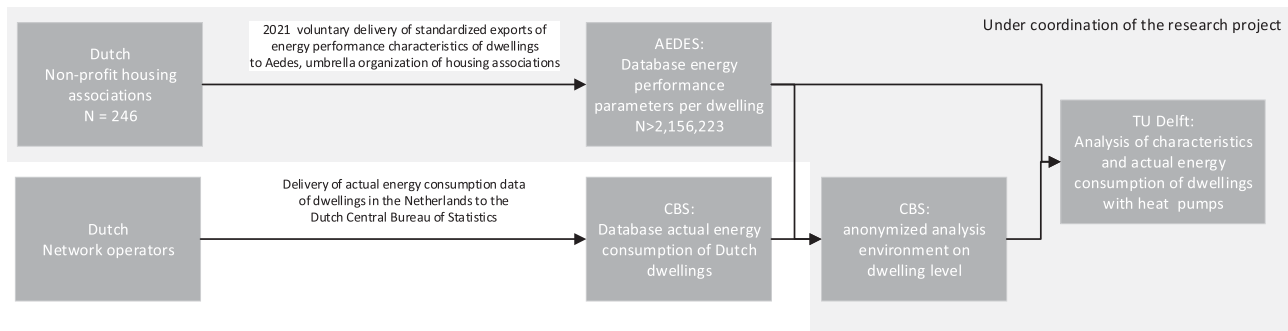 Under coordination of the research project
Dutch
Non-profit housing
associations
N = 246
2021 voluntary delivery of standardized exports of
energy performance characteristics of dwellings
to Aedes, umbrella organization of housing associations
AEDES:
Database energy
performance
parameters per dwelling
N>2,156,223
TU Delft:
Analysis of characteristics
and actual energy
consumption of dwellings
with heat pumps
Dutch
Network operators
Delivery of actual energy consumption data
of dwellings in the Netherlands to the
Dutch Central Bureau of Statistics
CBS:
Database actual energy
consumption of Dutch
dwellings
CBS:
anonymized analysis
environment on
dwelling level